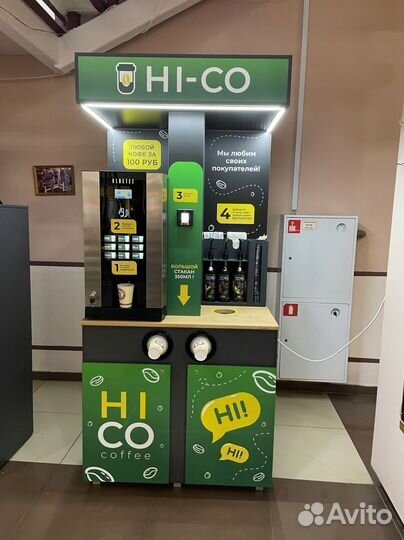 HI-CO
ЛЮБОЙ
КОФЕ ЗА
100 РУБ
Мы любим
своих
покупателей!
3
4
2
1
БОЛЬШОЙ
СТАКАН
350МЛ!
HI
CO
coffee
HI!
HI!
Avito